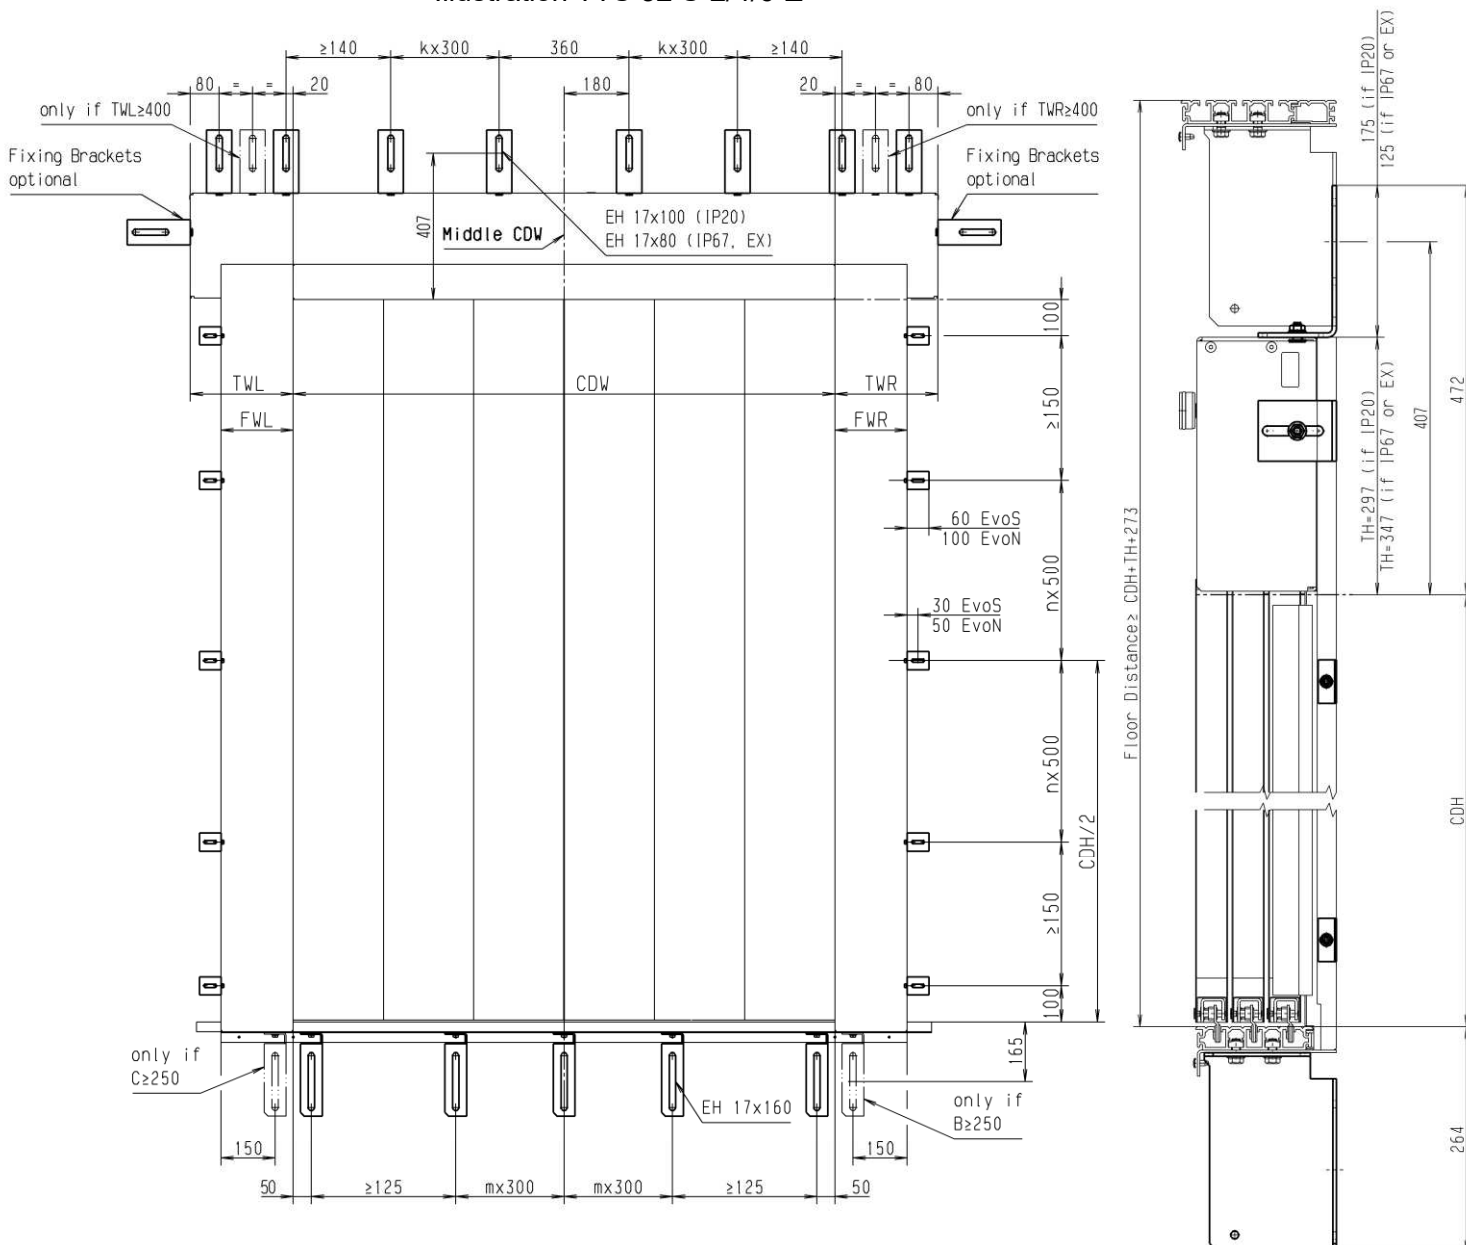 ≥140
kx300
360
kx300
≥140
80
=
=
20
180
20
=
=
80
only if TWL≥400
only if TWR≥400
Fixing Brackets
optional
Fixing Brackets
optional
407
Middle CDW
EH 17x100 (IP20)
EH 17x80 (IP67, EX)
TWL
CDW
TWR
FWL
FWR
100
≥150
60 EvoS
100 EvoN
nx500
30 EvoS
50 EvoN
nx500
CDH/2
≥150
100
165
only if
C≥250
EH 17x160
only if
B≥250
150
150
50
≥125
mx300
mx300
≥125
50
175 (if IP20)
125 (if IP67 or EX)
472
407
TH=297 (if IP20)
TH=347 (if IP67 or EX)
Floor Distance≥ CDH+TH+273
CDH
264